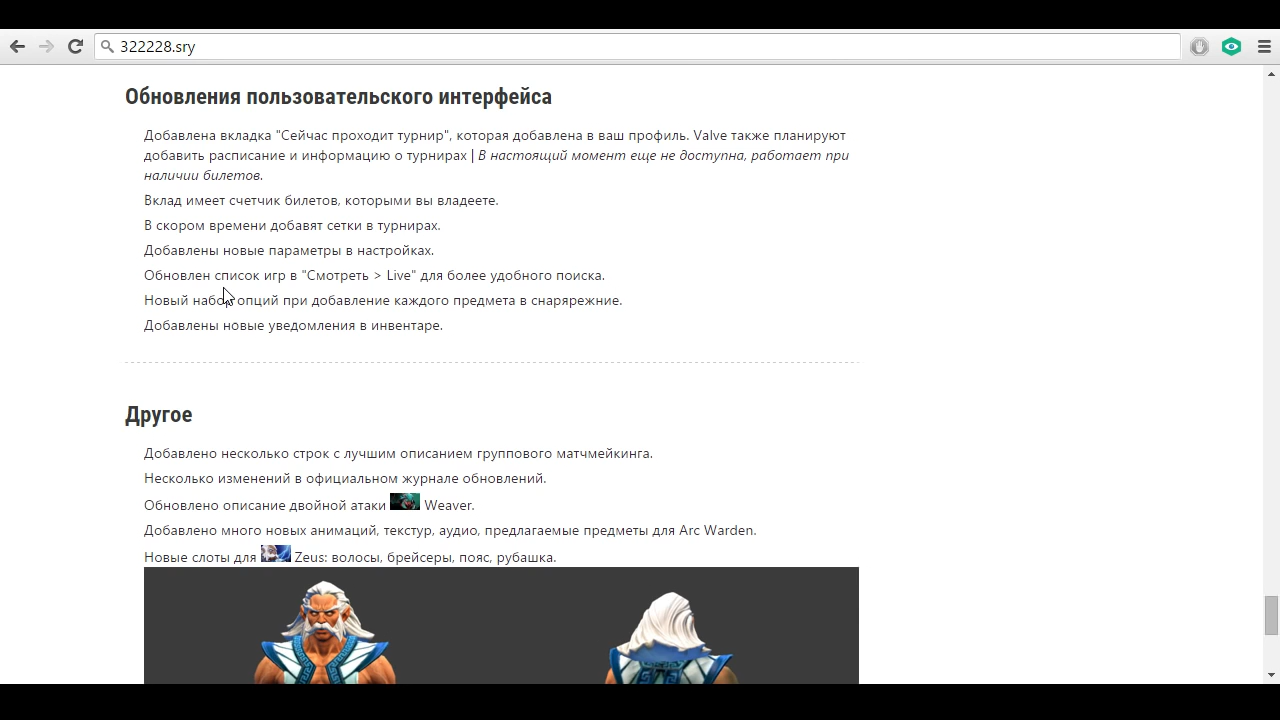 322228.sry
Обновления пользовательского интерфейса
Добавлена вкладка "Сейчас проходит турнир", которая добавлена в ваш профиль. Valve также планируют
добавить расписание и информацию о турнирах | В настоящий момент еще не доступна, работает при
наличии билетов.
Вклад имеет счетчик билетов, которыми вы владеете.
В скором времени добавят сетки в турнирах.
Добавлены новые параметры в настройках.
Обновлен список игр в "Смотреть > Live" для более удобного поиска.
Новый набор опций при добавление каждого предмета в снарярежние.
Добавлены новые уведомления в инвентаре.
Другое
Добавлено несколько строк с лучшим описанием группового матчмейкинга.
Несколько изменений в официальном журнале обновлений.
Обновлено описание двойной атаки Weaver.
Добавлено много новых анимаций, текстур, аудио, предлагаемые предметы для Arc Warden.
Новые слоты для Zeus: волосы, брейсеры, пояс, рубашка.